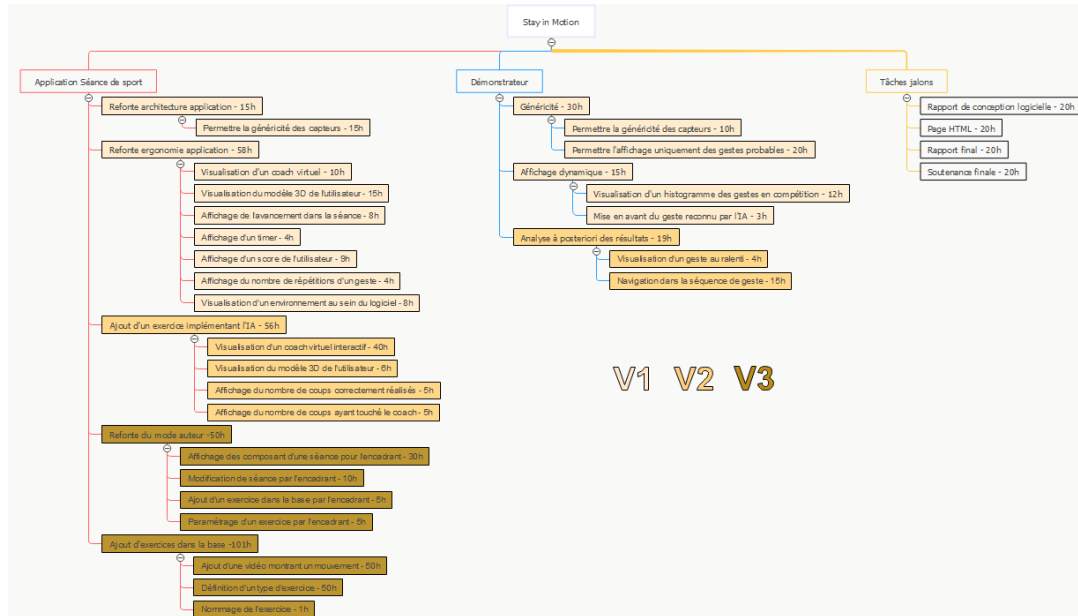 Stay in Motion
Application Séance de sport
Refonte architecture application - 15h
Permettre la généricité des capteurs - 15h
Refonte ergonomie application - 58h
Visualisation d'un coach virtuel - 10h
Visualisation du modèle 3D de l'utilisateur - 15h
Affichage de l'avancement dans la séance - 8h
Affichage d'un timer - 4h
Affichage d'un score de l'utilisateur - 9h
Affichage du nombre de répétitions d'un geste - 4h
Visualisation d'un environnement au sein du logiciel - 8h
Ajout d'un exercice implémentant l'IA - 56h
Visualisation d'un coach virtuel interactif - 40h
Visualisation du modèle 3D de l'utilisateur - 6h
Affichage du nombre de coups correctement réalisés - 5h
Affichage du nombre de coups ayant touché le coach - 5h
Refonte du mode auteur -50h
Affichage des composant d'une séance pour l'encadrant - 30h
Modification de séance par l'encadrant - 10h
Ajout d'un exercice dans la base par l'encadrant - 5h
Paramétrage d'un exercice par l'encadrant - 5h
Ajout d'exercices dans la base -101h
Ajout d'une vidéo montrant un mouvement - 50h
Définition d'un type d'exercice - 50h
Nommage de l'exercice - 1h
Démonstrateur
Généricité - 30h
Permettre la généricité des capteurs - 10h
Permettre l'affichage uniquement des gestes probables - 20h
Affichage dynamique - 15h
Visualisation d'un histogramme des gestes en compétition - 12h
Mise en avant du geste reconnu par l'IA - 3h
Analyse à posteriori des résultats - 19h
Visualisation d'un geste au ralenti - 4h
Navigation dans la séquence de geste - 15h
Tâches jalons
Rapport de conception logicielle - 20h
Page HTML - 20h
Rapport final - 20h
Soutenance finale - 20h
V1 V2 V3